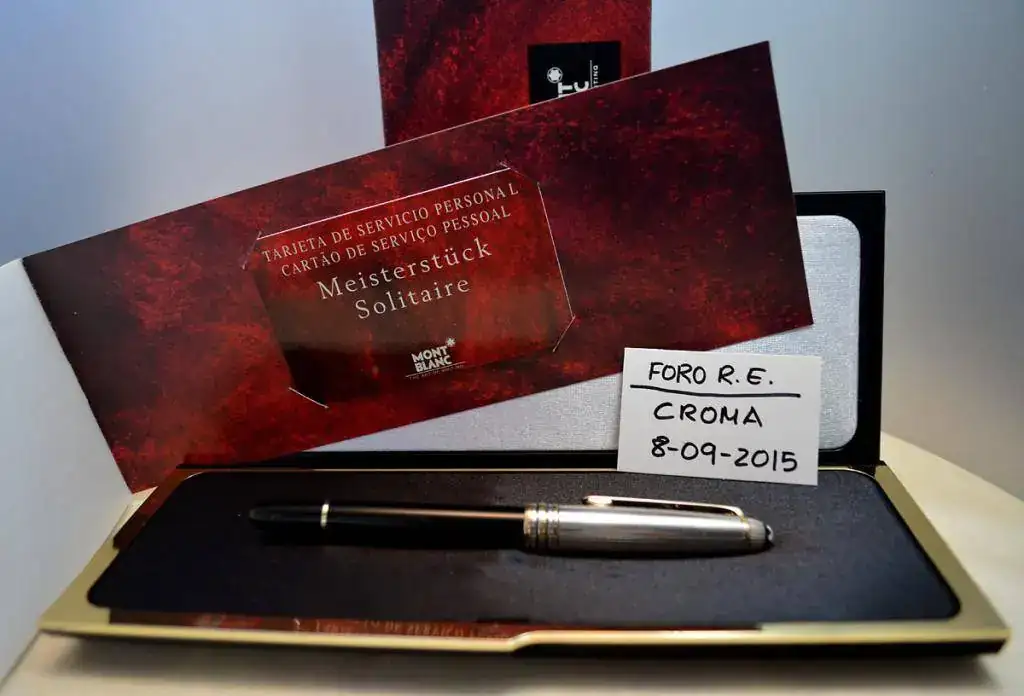 TARJETA DE SERVICIO PERSONAL
CARTÃO DE SERVIÇO PESSOAL
Meisterstück
Solitaire
MONT
BLANC
FORO R.E.
CROMA
8-09-2015